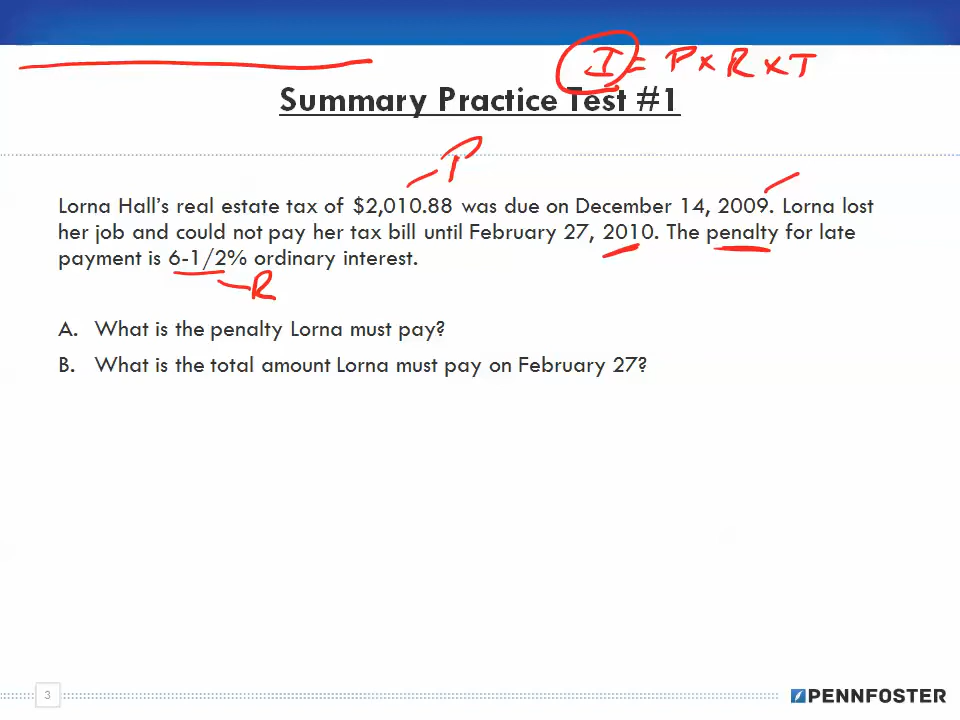 I = P x R x T
Summary Practice Test #1
P
Lorna Hall's real estate tax of $2,010.88 was due on December 14, 2009. Lorna lost
her job and could not pay her tax bill until February 27, 2010. The penalty for late
payment is 6-1/2% ordinary interest.
R
A. What is the penalty Lorna must pay?
B. What is the total amount Lorna must pay on February 27?
3
PENNFOSTER